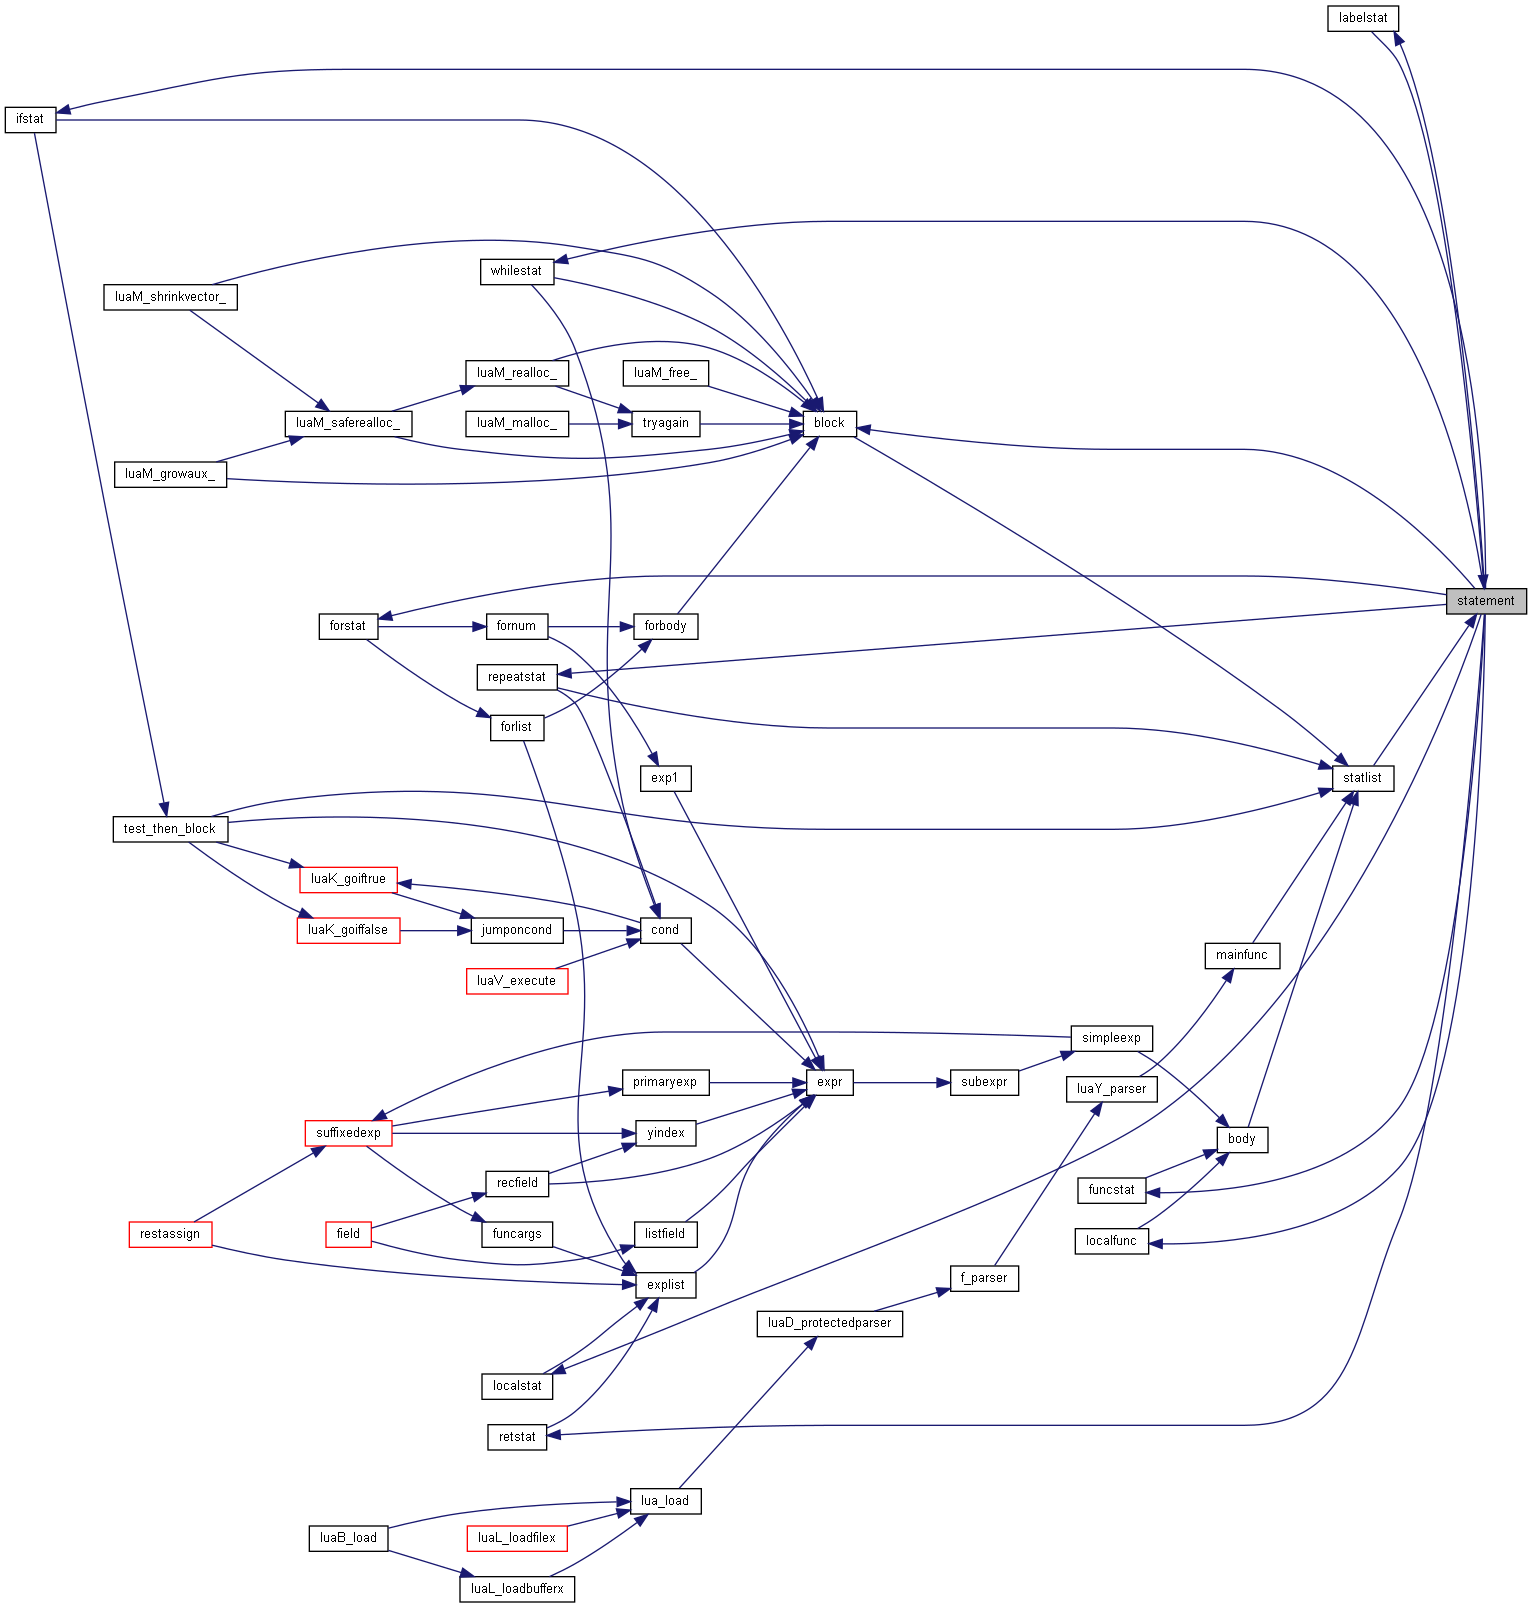 labelstat
ifstat
whilestat
luaM_shrinkvector_
luaM_realloc_
luaM_free_
luaM_saferealloc_
luaM_malloc_
tryagain
block
luaM_growaux_
statement
forstat
fornum
forbody
repeatstat
forlist
exp1
statlist
test_then_block
luaK_goiftrue
luaK_goiffalse
jumponcond
cond
mainfunc
luaV_execute
simpleexp
primaryexp
expr
subexpr
luaY_parser
suffixedexp
yindex
body
recfield
funcstat
restassign
field
funcargs
listfield
localfunc
explist
f_parser
luaD_protectedparser
localstat
retstat
lua_load
luaB_load
luaL_loadfilex
luaL_loadbufferx